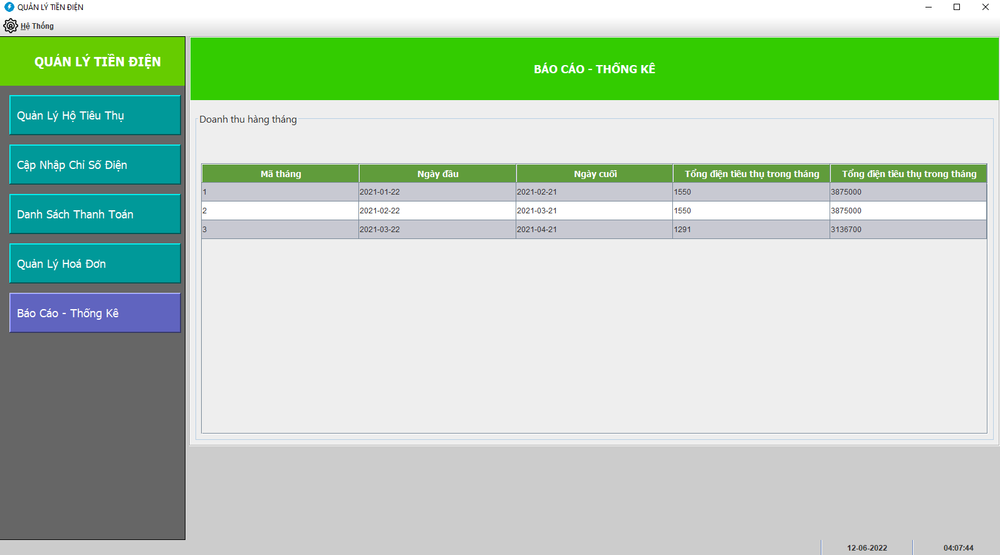 QUẢN LÝ TIỀN ĐIỆN
Hệ Thống
QUẢN LÝ TIỀN ĐIỆN
Quản Lý Hộ Tiêu Thụ
Cập Nhập Chỉ Số Điện
Danh Sách Thanh Toán
Quản Lý Hoá Đơn
Báo Cáo - Thống Kê
BÁO CÁO - THỐNG KÊ
Doanh thu hàng tháng
Mã tháng Ngày đầu Ngày cuối Tổng điện tiêu thụ trong tháng Tổng điện tiêu thụ trong tháng
1 2021-01-22 2021-02-21 1550 3875000
2 2021-02-22 2021-03-21 1550 3875000
3 2021-03-22 2021-04-21 1291 3136700
12-06-2022 04:07:44